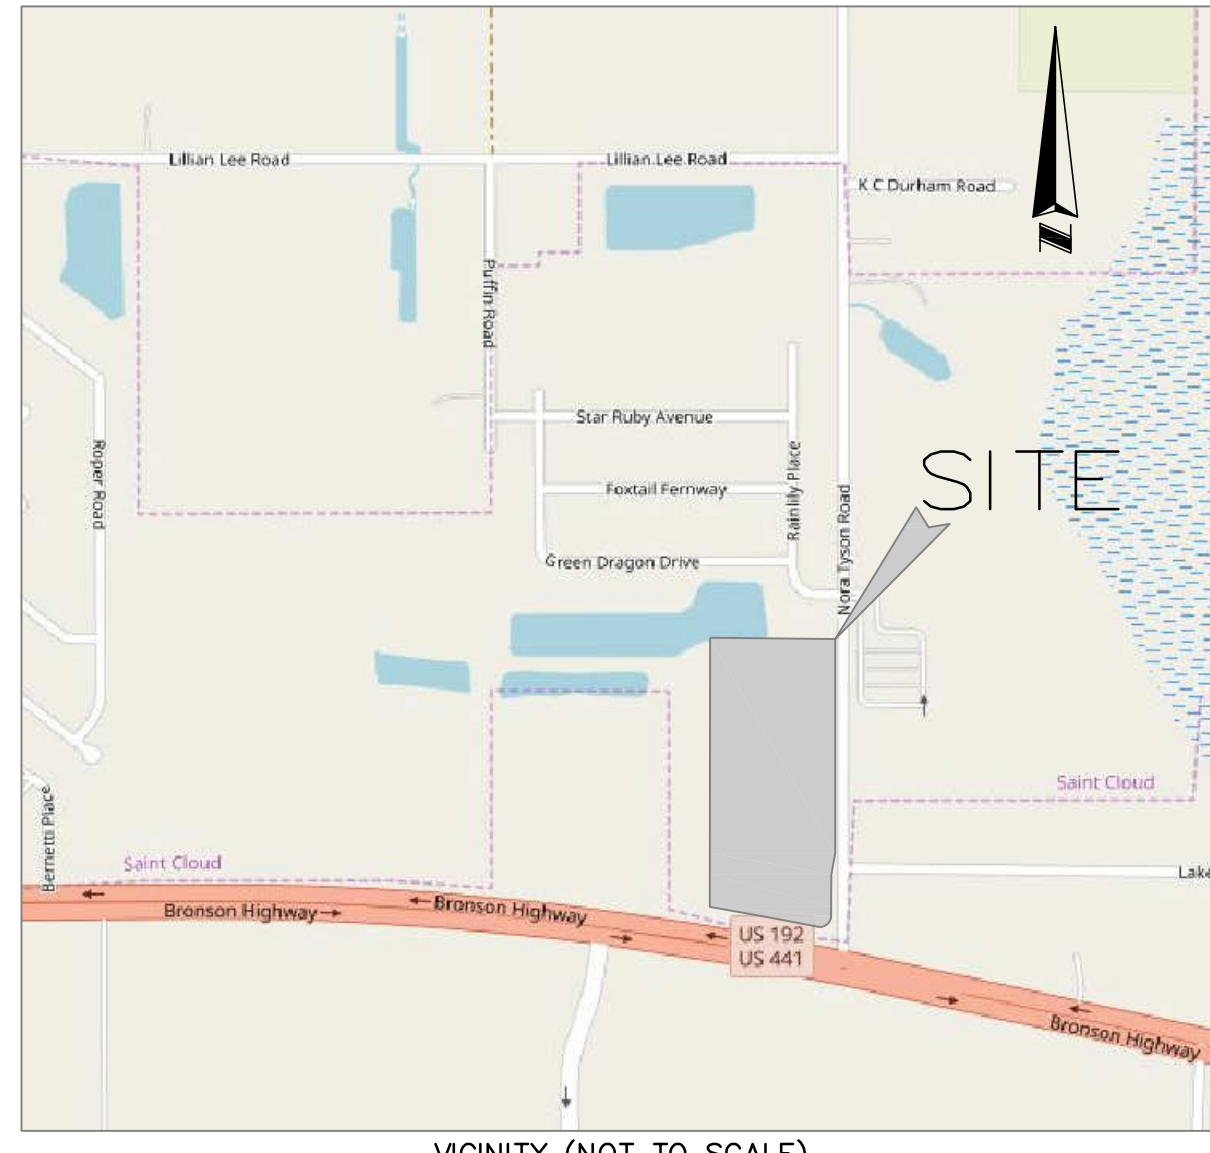 Lillian Lee Road
Lillian Lee Road
K C Durham Road
N
Puffin Road
Star Ruby Avenue
Roper Road
Rainlily Place
SITE
Foxtail Fernway
Nora Tyson Road
Green Dragon Drive
Saint Cloud
Bernetti Place
Saint Cloud
Lake
Bronson Highway
Bronson Highway
US 192
US 441
Bronson Highway
VICINITY (NOT TO SCALE)